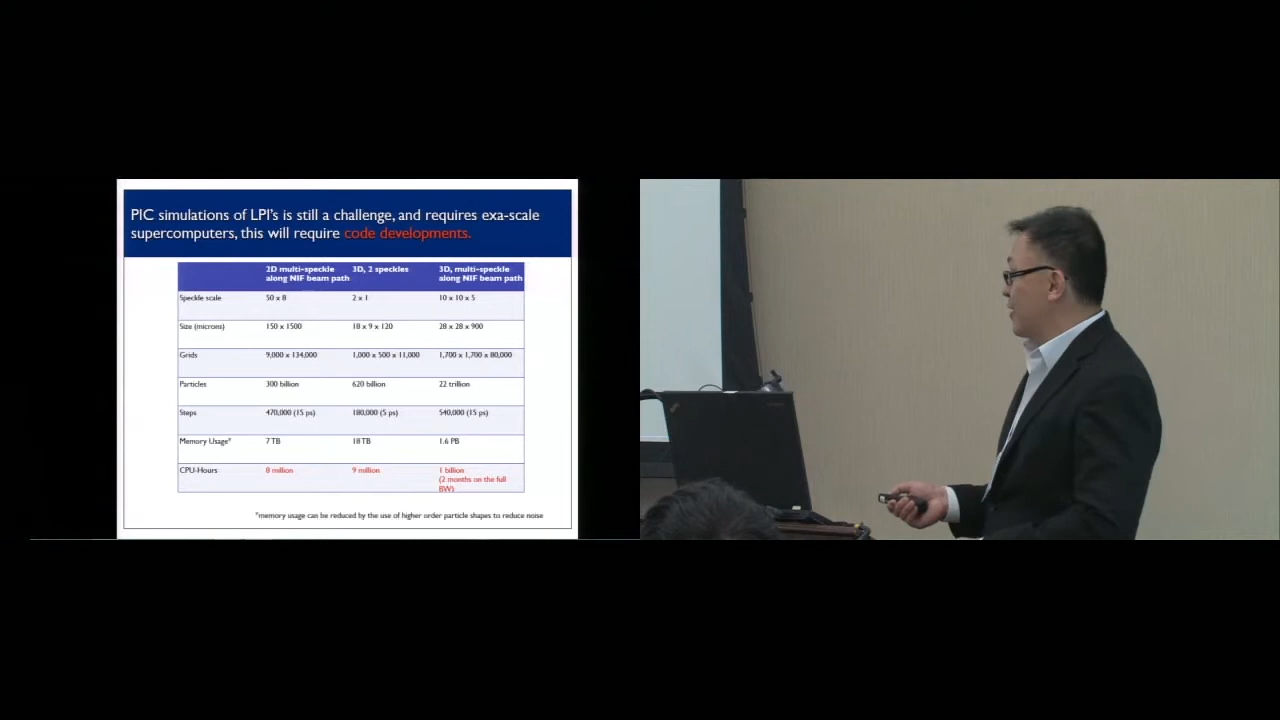 PIC simulations of LPI's is still a challenge, and requires exa-scale
supercomputers, this will require code developments.
2D multi-speckle along NIF beam path 3D, 2 speckles 3D, multi-speckle along NIF beam path
Speckle scale 50 x 8 2 x 1 10 x 10 x 5
Size (microns) 150 x 1500 18 x 9 x 120 28 x 28 x 900
Grids 9,000 x 134,000 1,000 x 500 x 11,000 1,700 x 1,700 x 80,000
Particles 300 billion 620 billion 22 trillion
Steps 470,000 (15 ps) 180,000 (5 ps) 540,000 (15 ps)
Memory Usage* 7 TB 18 TB 1.6 PB
CPU-Hours 8 million 9 million 1 billion
(2 months on the full
BW)
*memory usage can be reduced by the use of higher order particle shapes to reduce noise